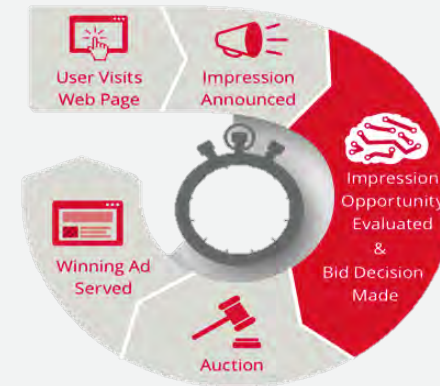 User Visits
Web Page
Impression
Announced
Impression
Opportunity
Evaluated
&
Bid Decision
Made
Auction
Winning Ad
Served